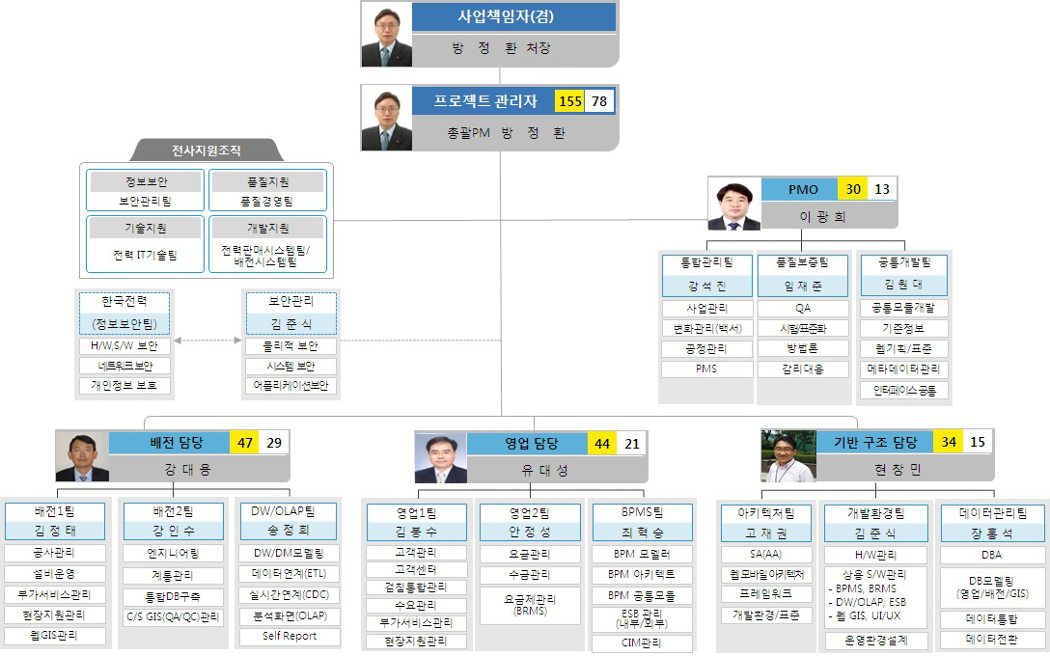 사업책임자(겸)
방 정 환 처장
프로젝트 관리자 155 78
총괄PM 방 정 환
전사지원조직
정보보안
보안관리팀
품질지원
품질경영팀
기술지원
전력 IT기술팀
개발지원
전력판매시스템팀/
배전시스템팀
PMO 30 13
이 광 희
통합관리팀
강 석 진
사업관리
변화관리(백서)
공정관리
PMS
품질보증팀
임 재 준
QA
시험/표준화
방법론
감리대응
공통개발팀
김 원 대
공통모듈개발
기준정보
웹기획/표준
메타데이터관리
인터페이스 공통
한국전력
(정보보안팀)
H/W,S/W 보안
네트워크 보안
개인정보 보호
보안관리
김 준 식
물리적 보안
시스템 보안
어플리케이션보안
배전 담당 47 29
강 대 용
영업 담당 44 21
유 대 성
기반 구조 담당 34 15
현 창 민
배전1팀
김 정 태
공사관리
설비운영
부가서비스관리
현장지원관리
웹GIS관리
배전2팀
강 인 수
엔지니어링
계통관리
통합DB구축
C/S GIS(QA/QC)관리
DW/OLAP팀
송 정 희
DW/DM모델링
데이터연계(ETL)
실시간연계(CDC)
분석화면(OLAP)
Self Report
영업1팀
김 봉 수
고객관리
고객센터
검침통합관리
수요관리
부가서비스관리
현장지원관리
영업2팀
안 정 성
요금관리
수금관리
요금제관리
(BRMS)
BPMS팀
최 혁 승
BPM 모델러
BPM 아키텍트
BPM 공통모듈
ESB 관리
(내부/외부)
CIM관리
아키텍처팀
고 재 권
SA(AA)
웹 모바일 아키텍처
프레임워크
개발환경/표준
개발환경팀
김 준 식
H/W관리
상용 S/W관리
- BPMS, BRMS
- DW/OLAP, ESB
- 웹 GIS, UI/UX
운영환경설계
데이터관리팀
장 홍 석
DBA
DB모델링
(영업/배전/GIS)
데이터통합
데이터전환